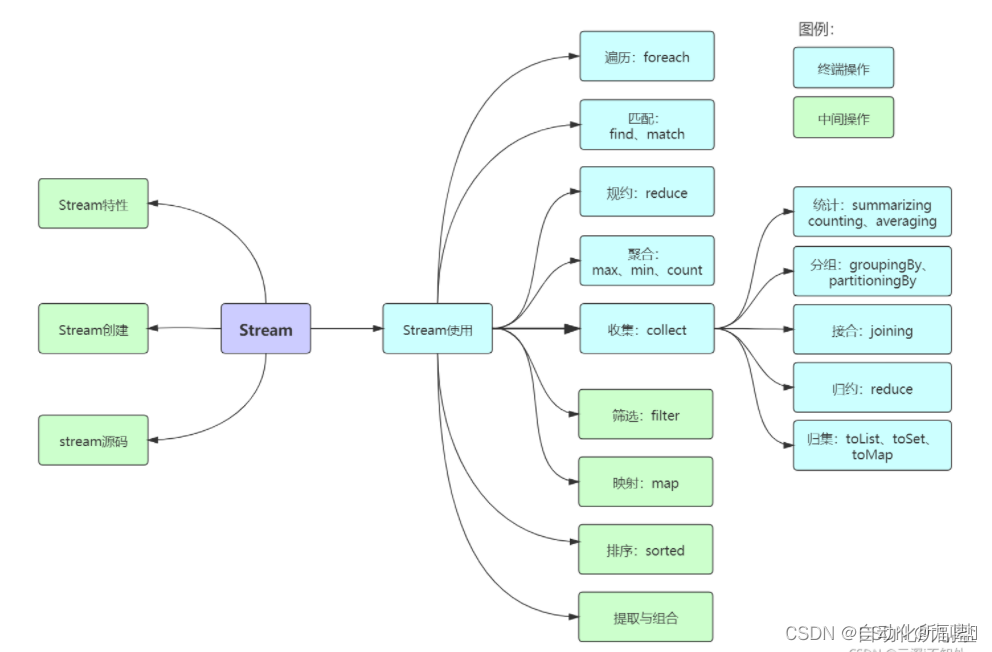 图例：
终端操作
中间操作
Stream特性
Stream创建
stream源码
Stream
Stream使用
遍历：foreach
匹配：
find、match
规约：reduce
聚合：
max、min、count
收集：collect
筛选：filter
映射：map
排序：sorted
提取与组合
统计：summarizing
counting、averaging
分组：groupingBy、
partitioningBy
接合：joining
归约：reduce
归集：toList、toSet、
toMap
CSDN @自动化所